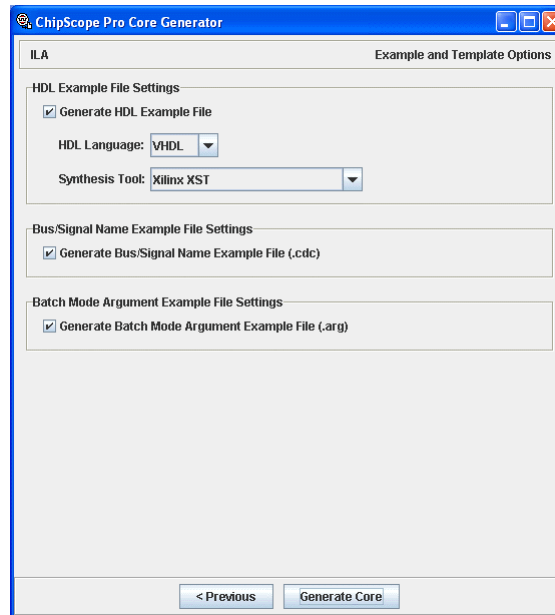 ChipScope Pro Core Generator
ILA Example and Template Options
HDL Example File Settings
Generate HDL Example File
HDL Language: VHDL
Synthesis Tool: Xilinx XST
Bus/Signal Name Example File Settings
Generate Bus/Signal Name Example File (.cdc)
Batch Mode Argument Example File Settings
Generate Batch Mode Argument Example File (.arg)
< Previous Generate Core